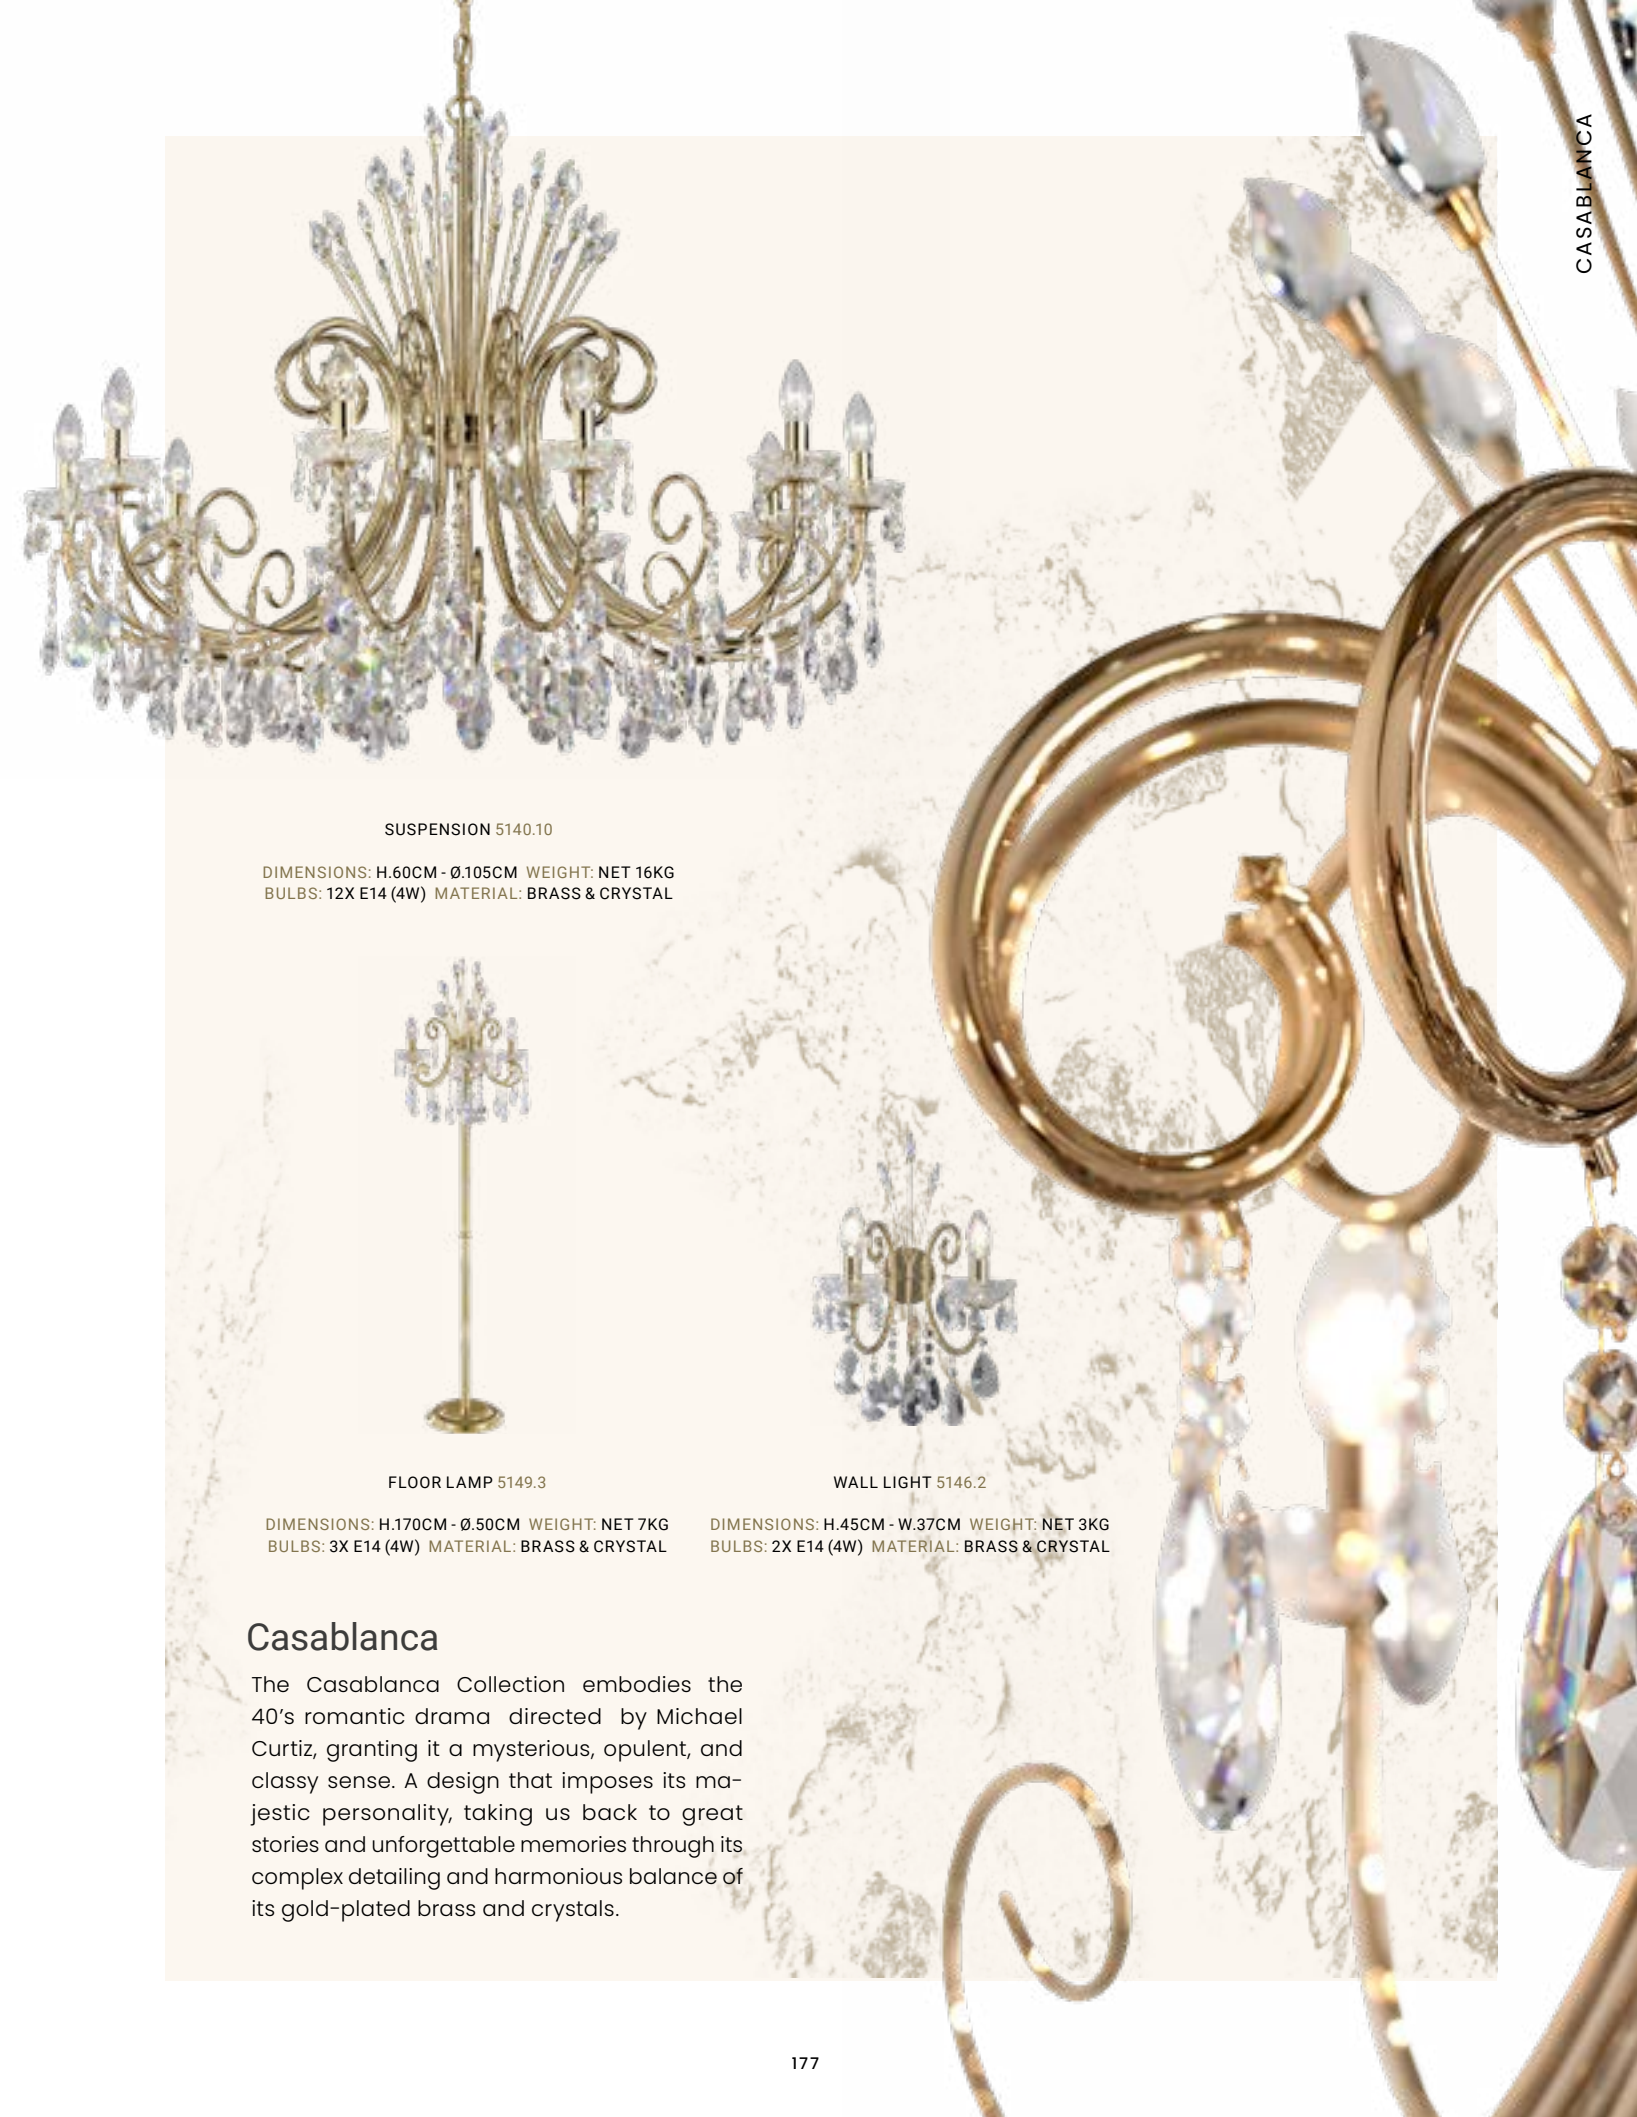 CASABLANCA
SUSPENSION 5140.10
DIMENSIONS: H.60CM - Ø.105CM WEIGHT: NET 16KG
BULBS: 12X E14 (4W) MATERIAL: BRASS & CRYSTAL
FLOOR LAMP 5149.3
DIMENSIONS: H.170CM - Ø.50CM WEIGHT: NET 7KG
BULBS: 3X E14 (4W) MATERIAL: BRASS & CRYSTAL
WALL LIGHT 5146.2
DIMENSIONS: H.45CM - W.37CM WEIGHT: NET 3KG
BULBS: 2X E14 (4W) MATERIAL: BRASS & CRYSTAL
Casablanca
The Casablanca Collection embodies the
40's romantic drama directed by Michael
Curtiz, granting it a mysterious, opulent, and
classy sense. A design that imposes its ma-
jestic personality, taking us back to great
stories and unforgettable memories through its
complex detailing and harmonious balance of
its gold-plated brass and crystals.
177